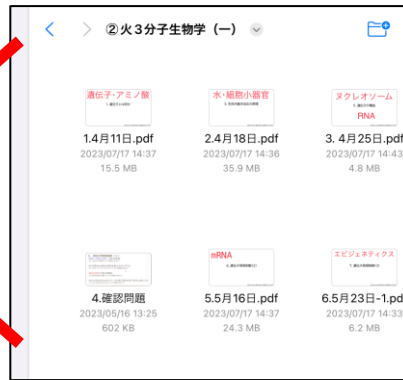 ②火３分子生物学（一）
遺伝子・アミノ酸
水・細胞小器官
ヌクレオソーム
RNA
1.4月11日.pdf
2.4月18日.pdf
3. 4月25日.pdf
2023/07/17 14:37
2023/07/17 14:36
2023/07/17 14:43
15.5 MB
35.9 MB
4.8 MB
mRNA
エピジェネティクス
4.確認問題
5.5月16日.pdf
6.5月23日-1.pd
2023/05/16 13:25
2023/07/17 14:37
2023/07/17 14:33
602 KB
24.3 MB
6.2 MB